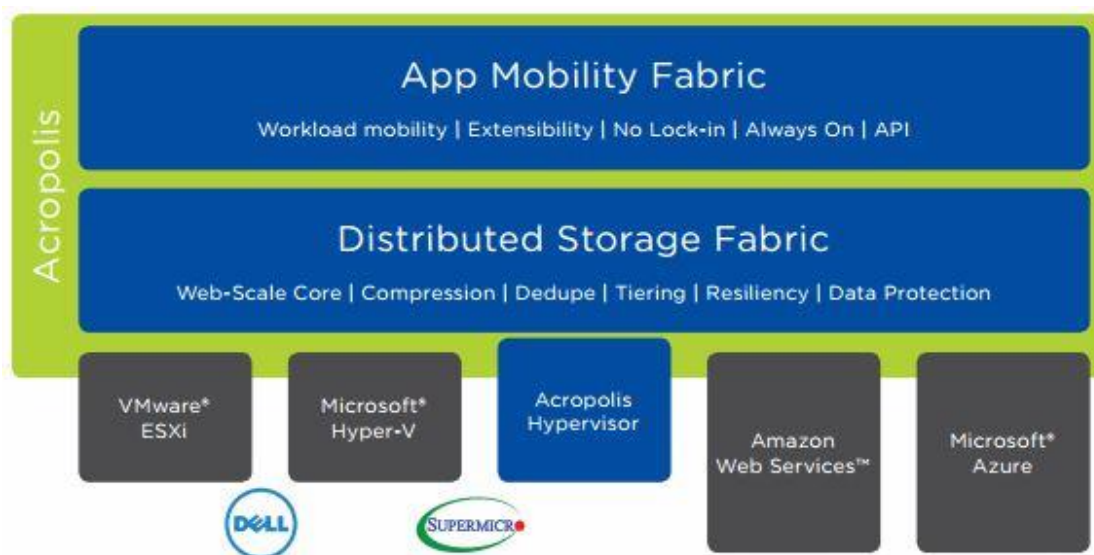 Acropolis
App Mobility Fabric
Workload mobility | Extensibility | No Lock-in | Always On | API
Distributed Storage Fabric
Web-Scale Core | Compression | Dedupe | Tiering | Resiliency | Data Protection
VMware®
ESXi
Microsoft®
Hyper-V
Acropolis
Hypervisor
Amazon
Web Services™
Microsoft®
Azure
DELL
SUPERMICRO